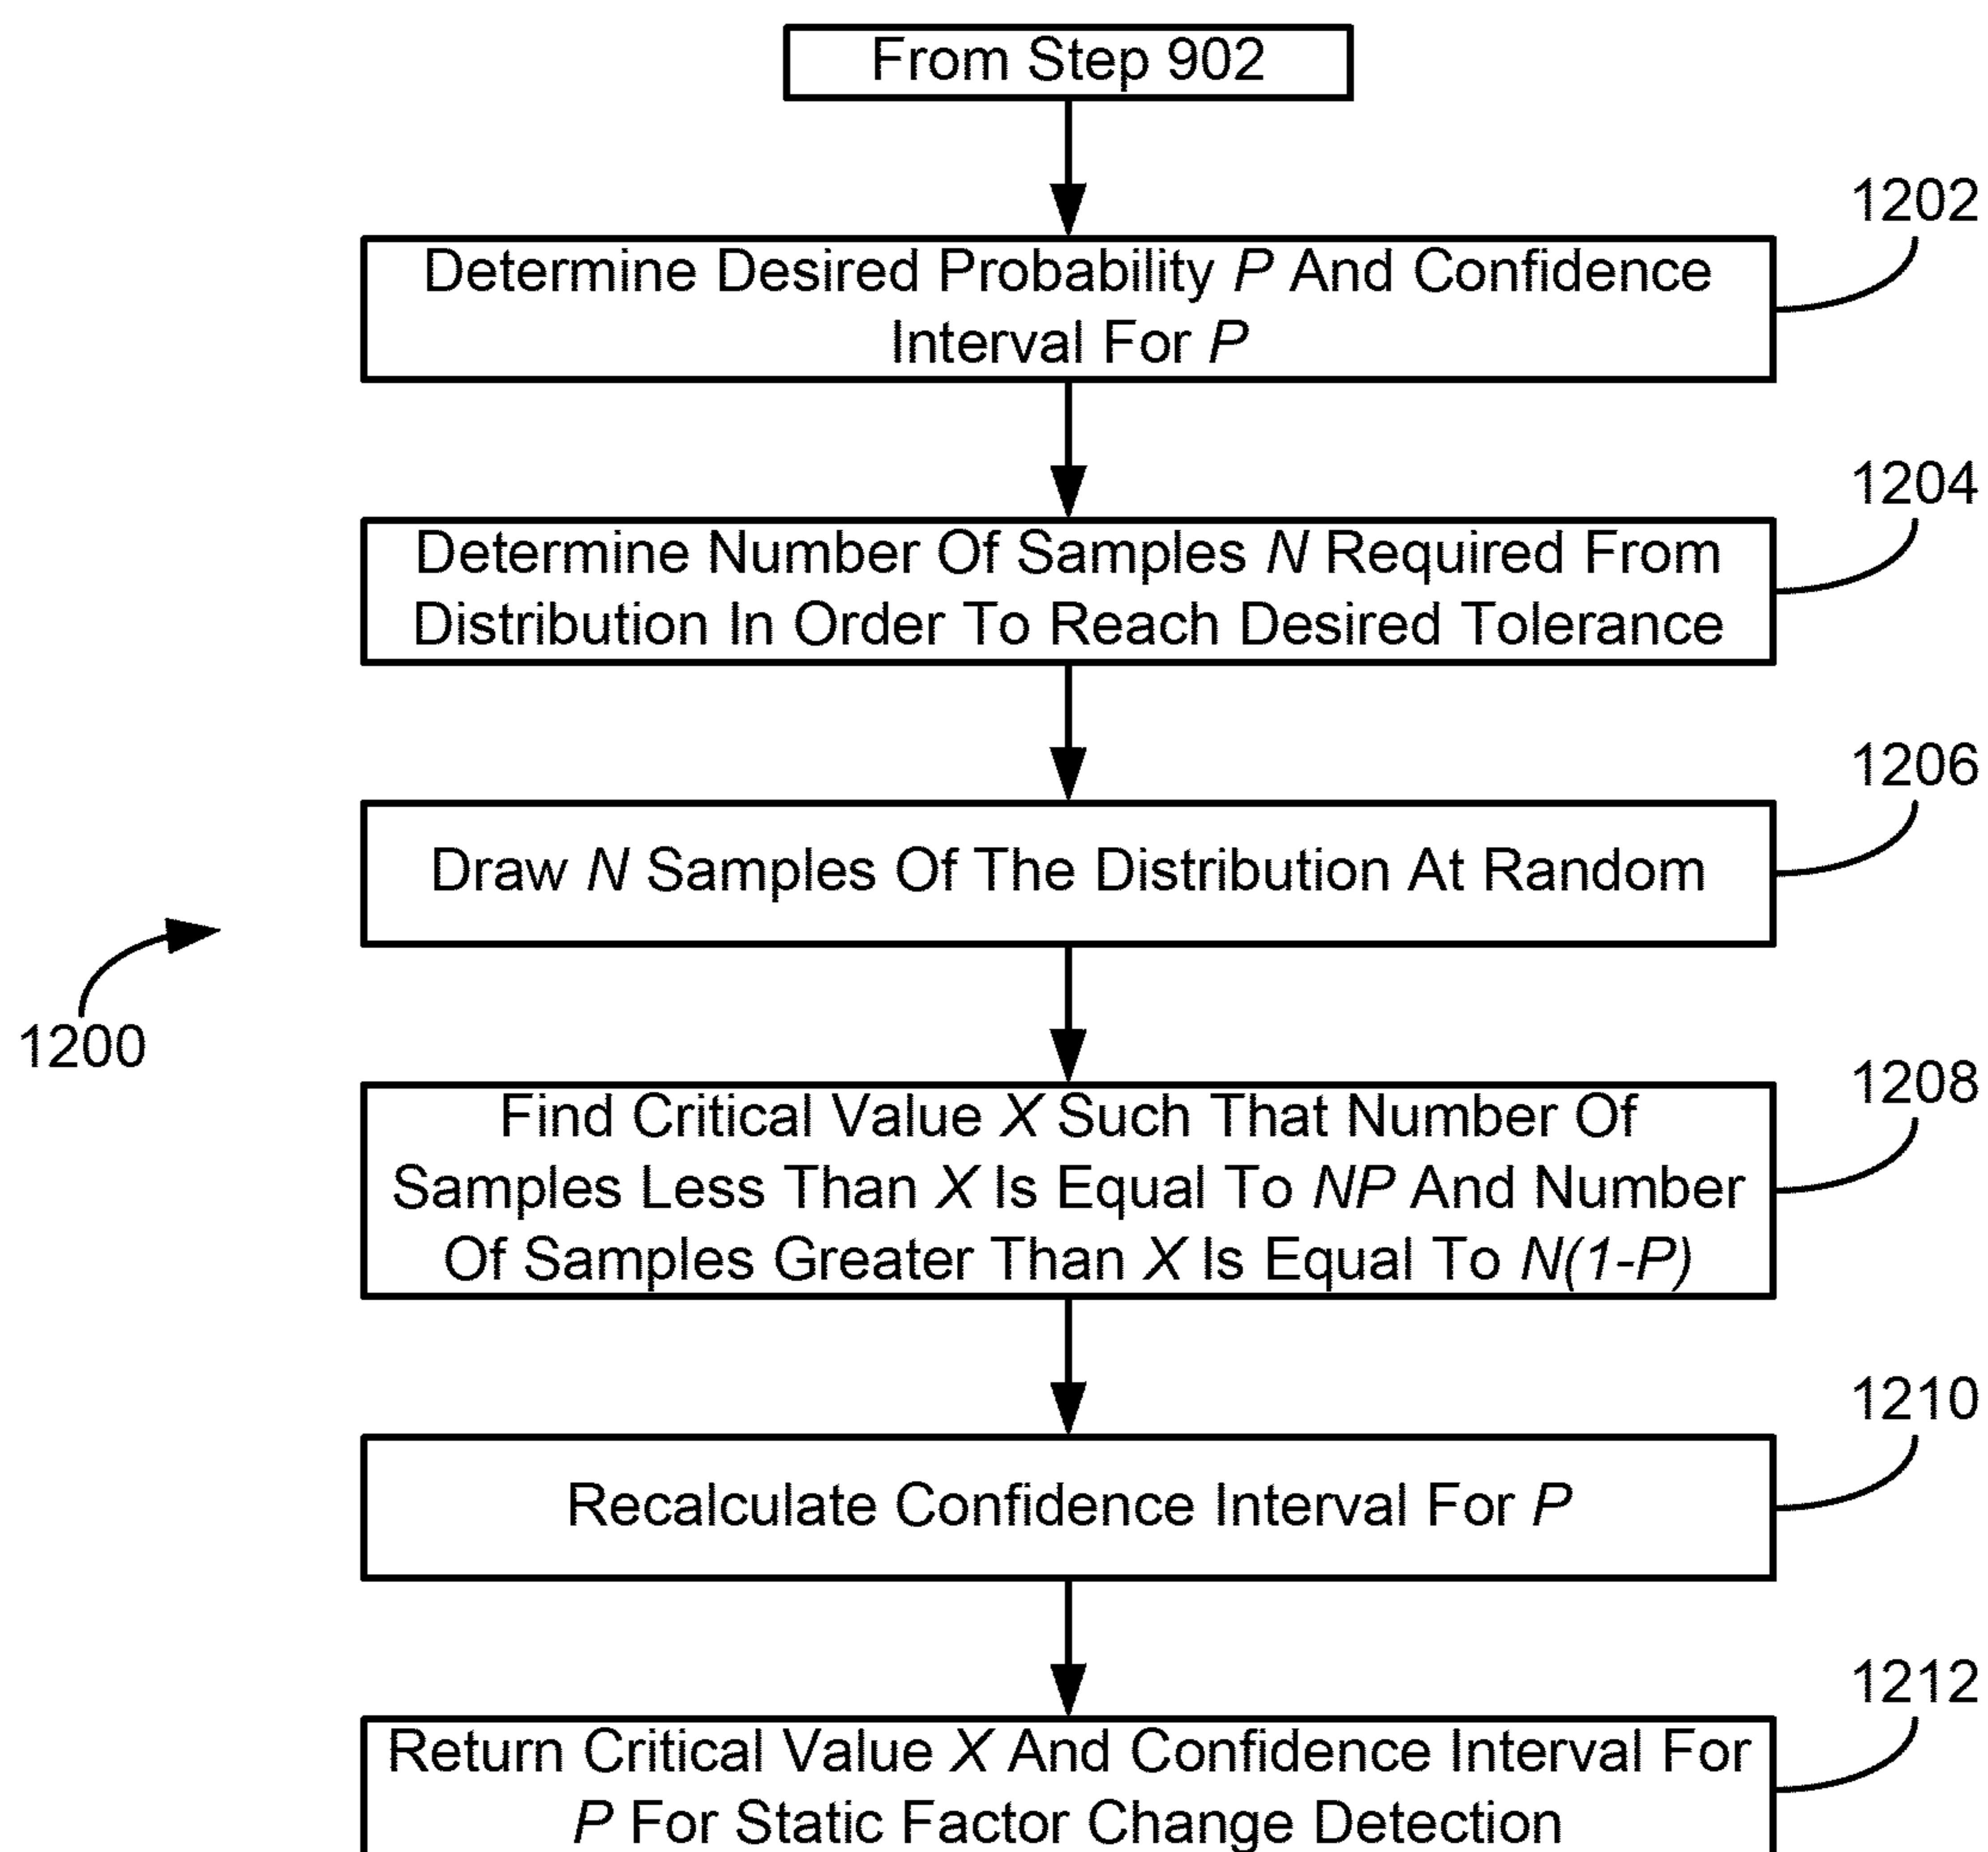 From Step 902
1202
Determine Desired Probability P And Confidence
Interval For P
1204
Determine Number Of Samples N Required From
Distribution In Order To Reach Desired Tolerance
1206
Draw N Samples Of The Distribution At Random
1200
1208
Find Critical Value X Such That Number Of
Samples Less Than X Is Equal To NP And Number
Of Samples Greater Than X Is Equal To N(1-P)
1210
Recalculate Confidence Interval For P
1212
Return Critical Value X And Confidence Interval For
P For Static Factor Change Detection